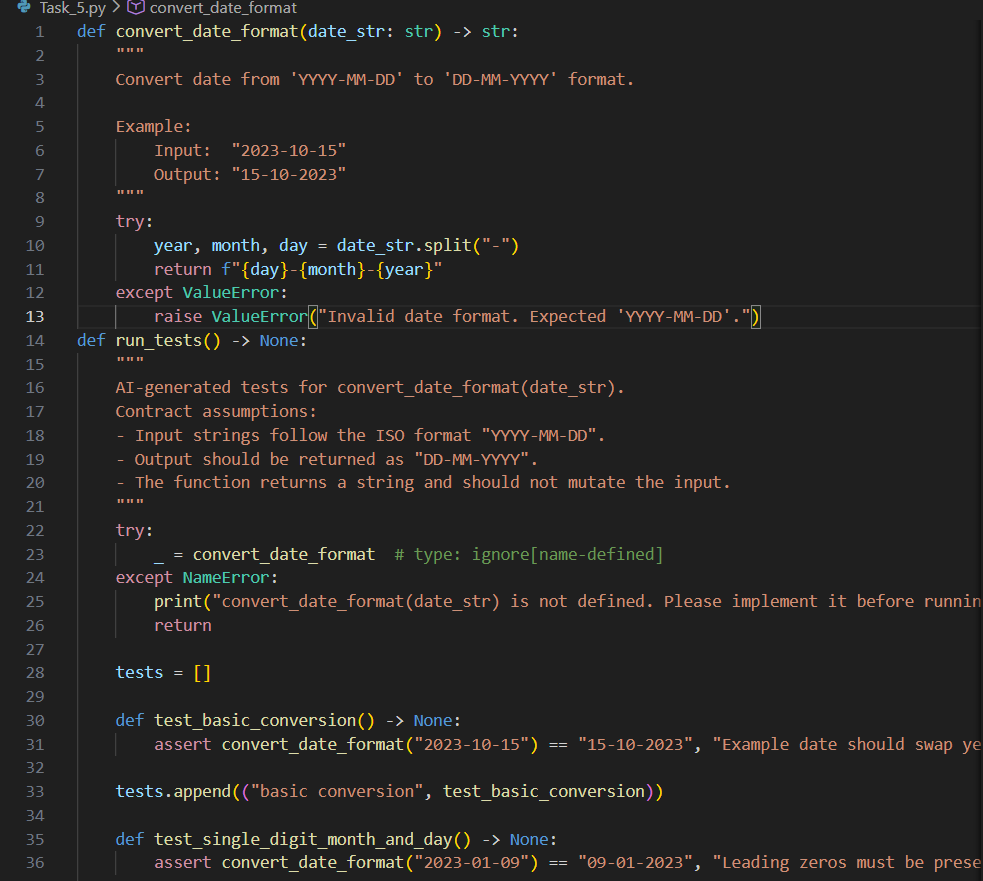 Task_5.py > convert_date_format
1 def convert_date_format(date_str: str) -> str:
2     """
3     Convert date from 'YYYY-MM-DD' to 'DD-MM-YYYY' format.
4
5     Example:
6         Input:  "2023-10-15"
7         Output: "15-10-2023"
8     """
9     try:
10         year, month, day = date_str.split("-")
11         return f"{day}-{month}-{year}"
12     except ValueError:
13         raise ValueError("Invalid date format. Expected 'YYYY-MM-DD'.")
14 def run_tests() -> None:
15     """
16     AI-generated tests for convert_date_format(date_str).
17     Contract assumptions:
18     - Input strings follow the ISO format "YYYY-MM-DD".
19     - Output should be returned as "DD-MM-YYYY".
20     - The function returns a string and should not mutate the input.
21     """
22     try:
23         _ = convert_date_format  # type: ignore[name-defined]
24     except NameError:
25         print("convert_date_format(date_str) is not defined. Please implement it before runnin
26         return
27
28     tests = []
29
30     def test_basic_conversion() -> None:
31         assert convert_date_format("2023-10-15") == "15-10-2023", "Example date should swap ye
32
33     tests.append(("basic conversion", test_basic_conversion))
34
35     def test_single_digit_month_and_day() -> None:
36         assert convert_date_format("2023-01-09") == "09-01-2023", "Leading zeros must be prese